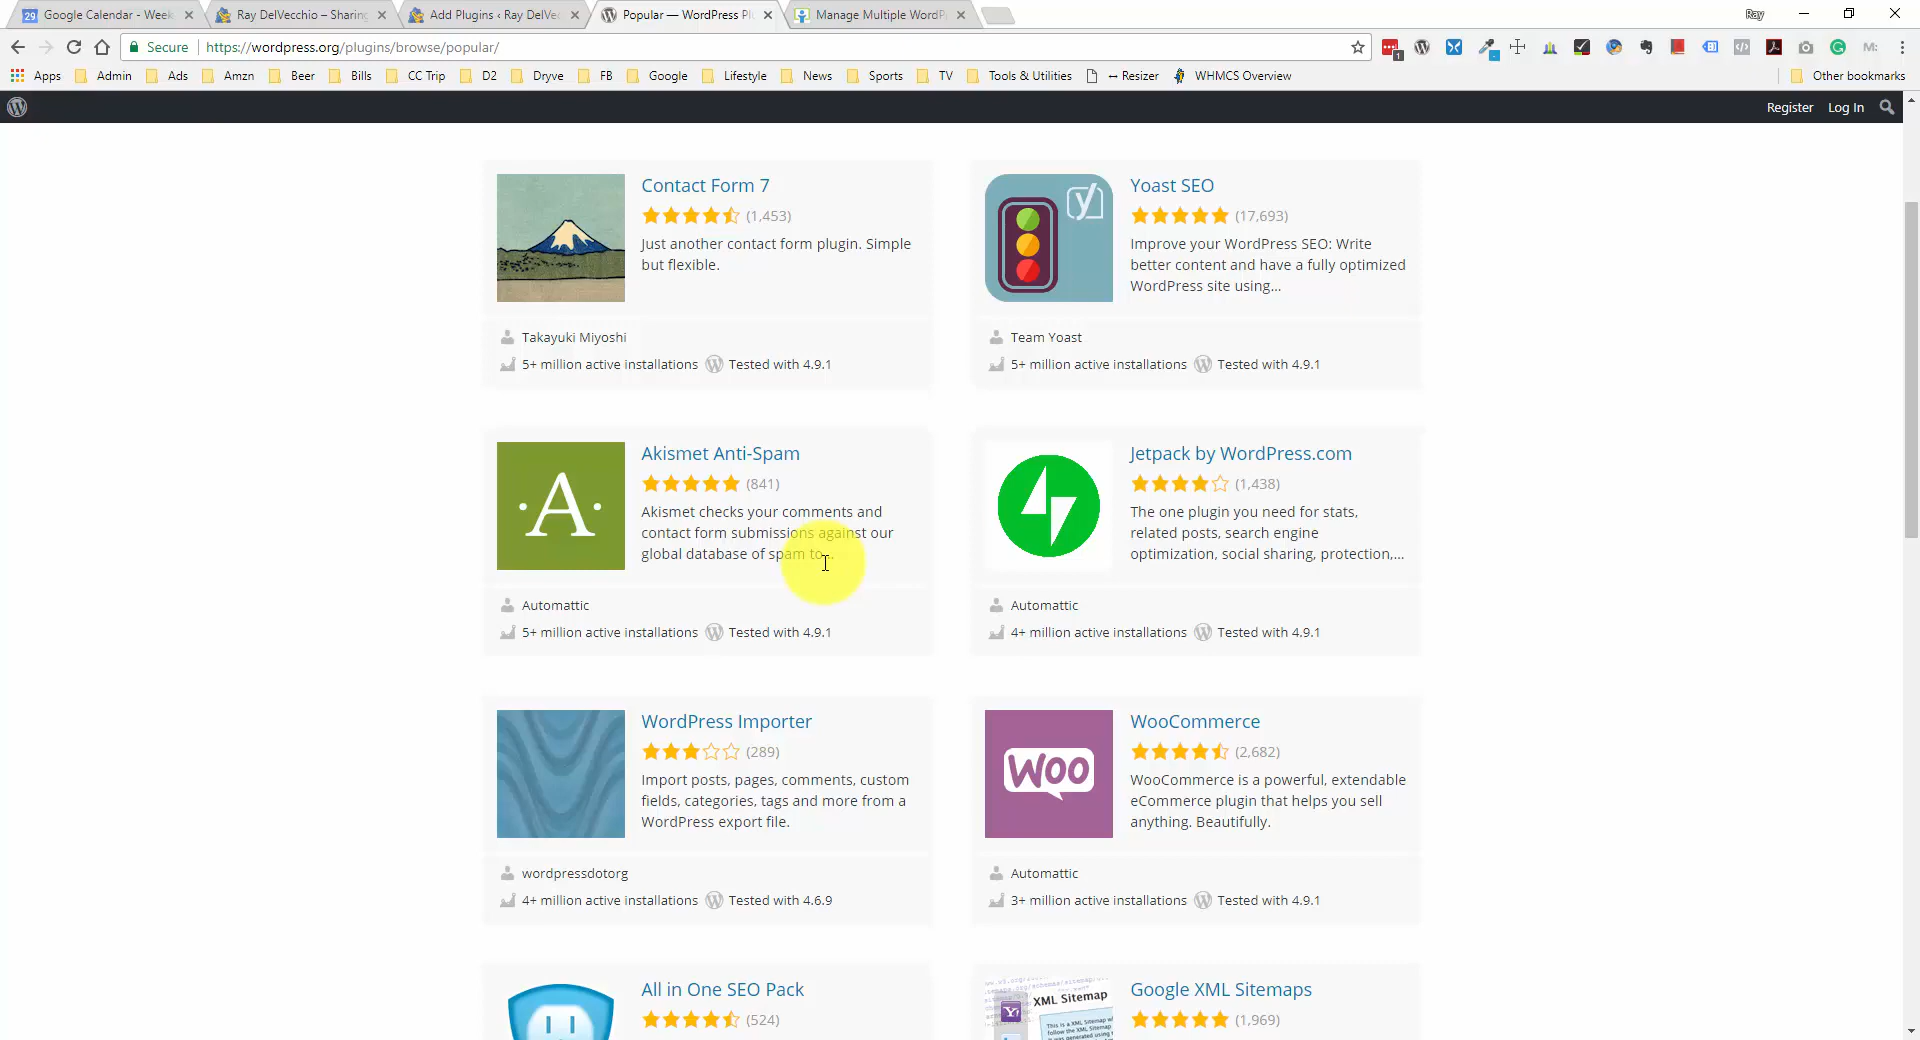 Google Calendar - Week
Ray DelVecchio – Sharing
Add Plugins ‹ Ray DelVec
Popular — WordPress Pl
Manage Multiple WordP
Ray
Secure
https://wordpress.org/plugins/browse/popular/
Apps Admin Ads Amzn Beer Bills CC Trip D2 Dryve FB Google Lifestyle News Sports TV Tools & Utilities ↔ Resizer WHMCS Overview Other bookmarks
Register Log In
Contact Form 7
(1,453)
Just another contact form plugin. Simple
but flexible.
Takayuki Miyoshi
5+ million active installations Tested with 4.9.1
Yoast SEO
(17,693)
Improve your WordPress SEO: Write
better content and have a fully optimized
WordPress site using...
Team Yoast
5+ million active installations Tested with 4.9.1
·A·
Akismet Anti-Spam
(841)
Akismet checks your comments and
contact form submissions against our
global database of spam to...
Automattic
5+ million active installations Tested with 4.9.1
Jetpack by WordPress.com
(1,438)
The one plugin you need for stats,
related posts, search engine
optimization, social sharing, protection,...
Automattic
4+ million active installations Tested with 4.9.1
WordPress Importer
(289)
Import posts, pages, comments, custom
fields, categories, tags and more from a
WordPress export file.
wordpressdotorg
4+ million active installations Tested with 4.6.9
WOO
WooCommerce
(2,682)
WooCommerce is a powerful, extendable
eCommerce plugin that helps you sell
anything. Beautifully.
Automattic
3+ million active installations Tested with 4.9.1
All in One SEO Pack
(524)
XML Sitemap
Google XML Sitemaps
(1,969)